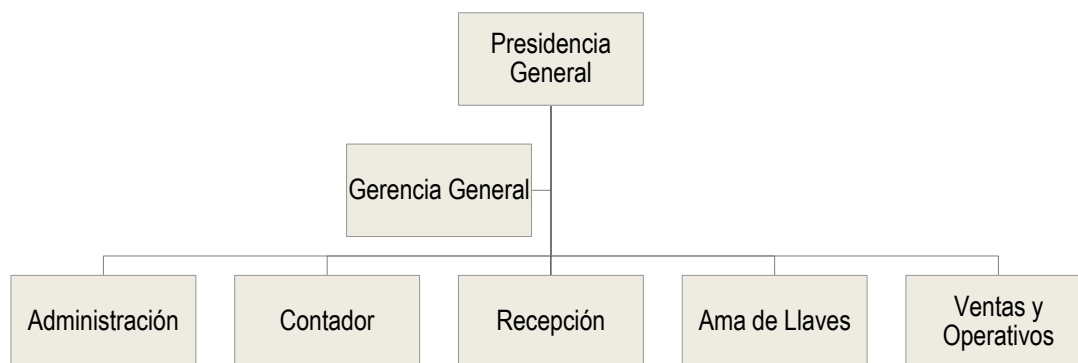 Presidencia
General
Gerencia General
Administración
Contador
Recepción
Ama de Llaves
Ventas y
Operativos